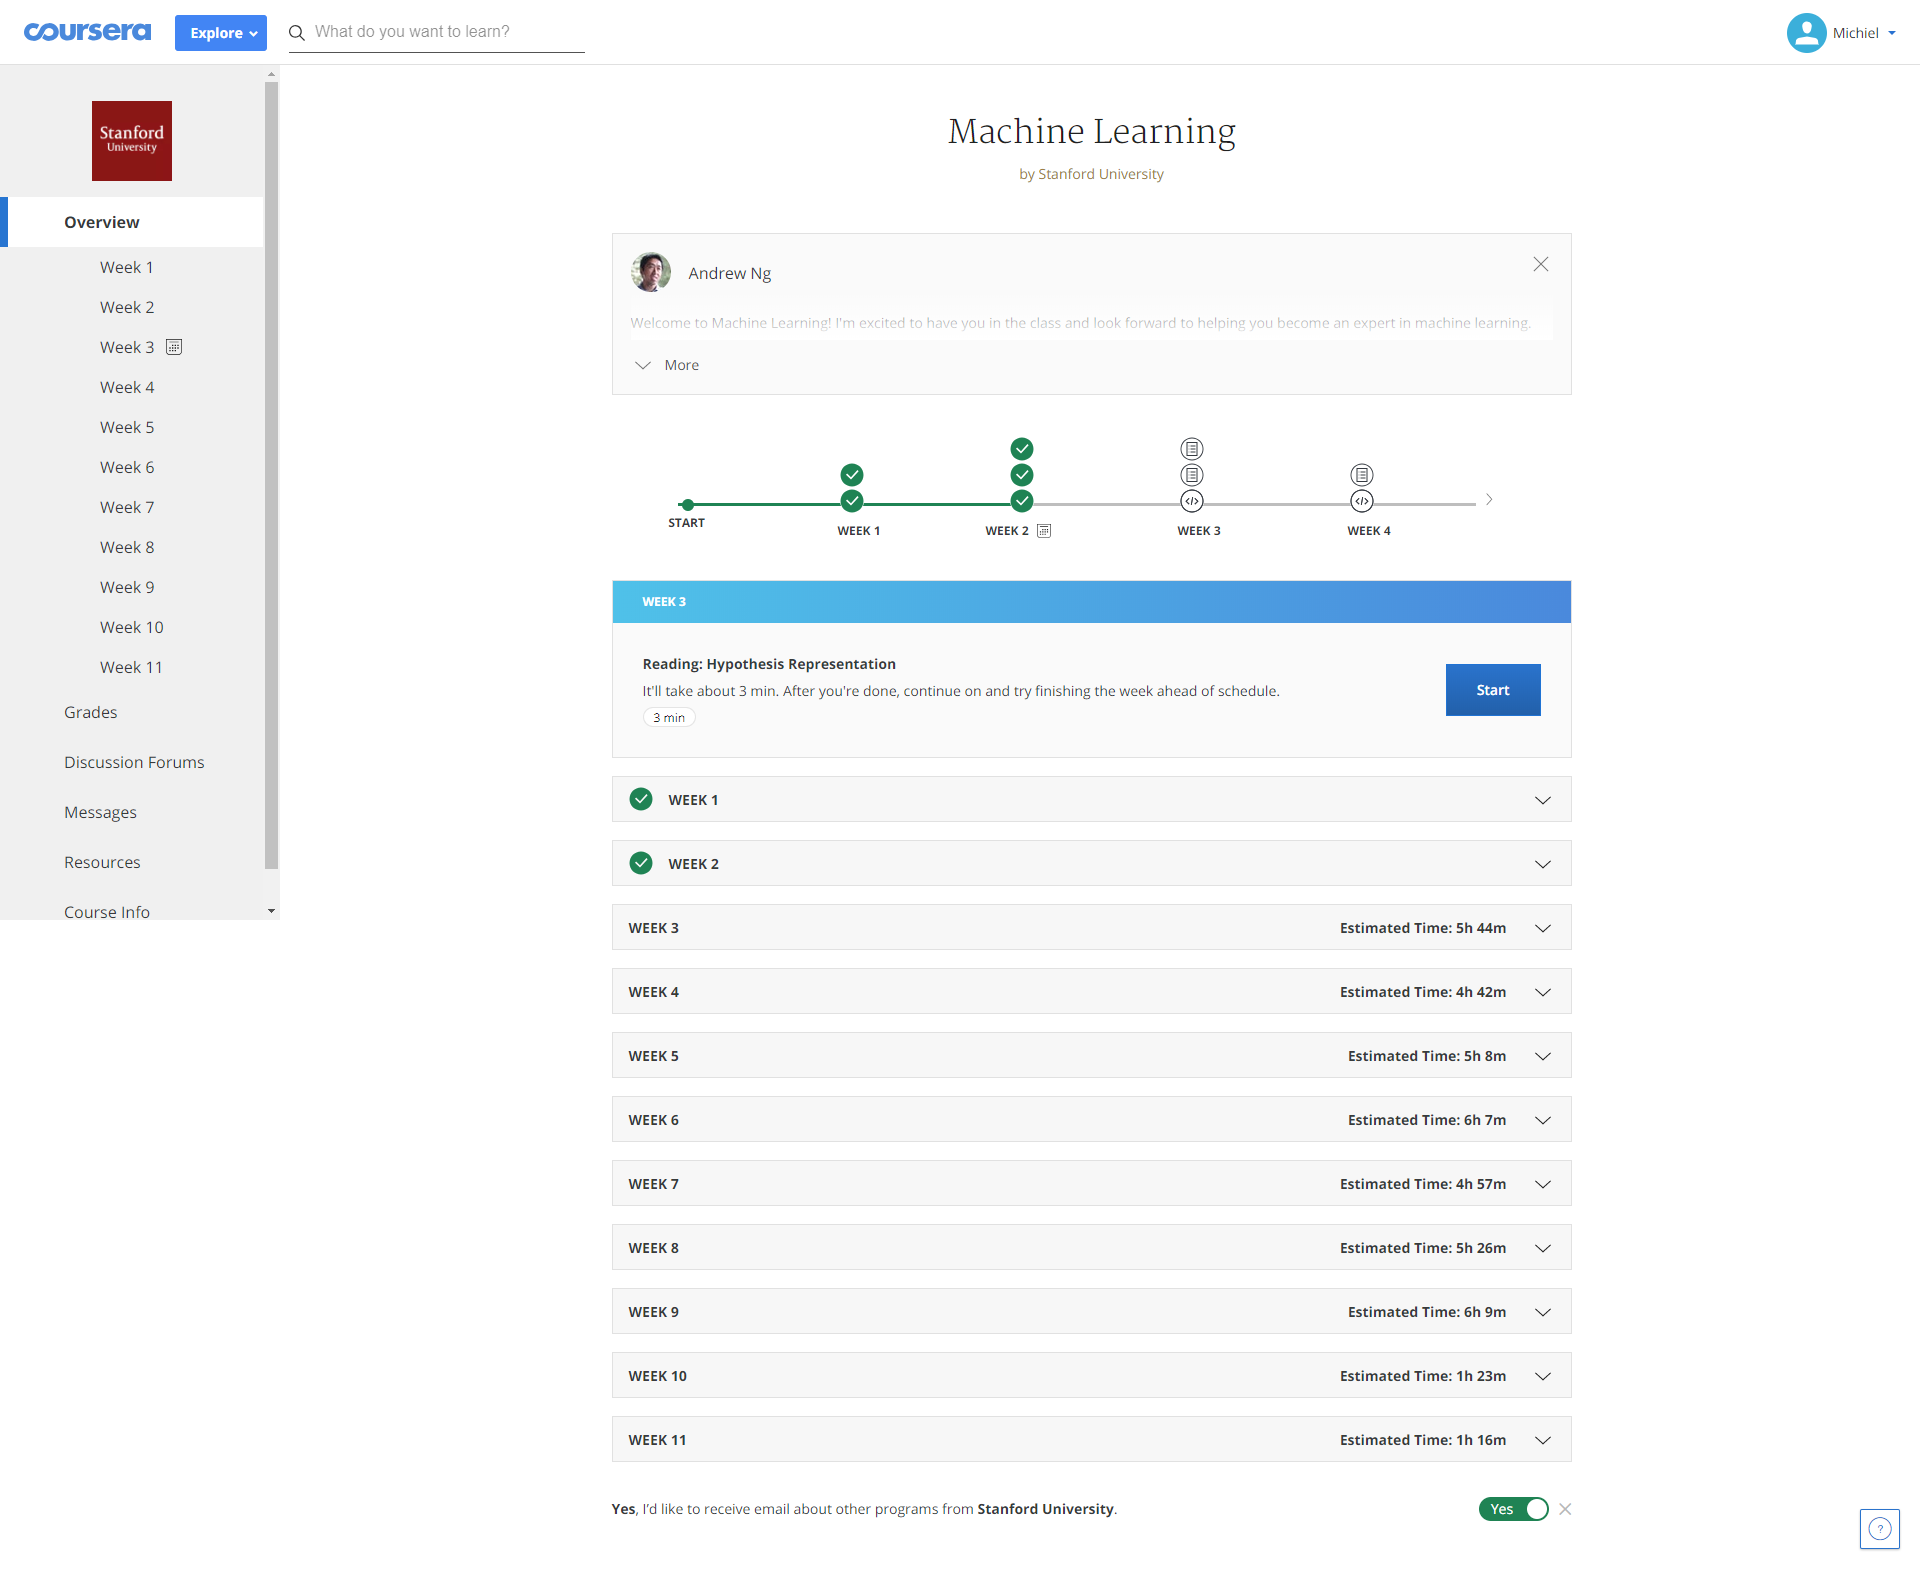 coursera
Explore
What do you want to learn?
Michiel
Stanford
University
Overview
Week 1
Week 2
Week 3
Week 4
Week 5
Week 6
Week 7
Week 8
Week 9
Week 10
Week 11
Grades
Discussion Forums
Messages
Resources
Course Info
Machine Learning
by Stanford University
Andrew Ng
Welcome to Machine Learning! I'm excited to have you in the class and look forward to helping you become an expert in machine learning.
More
START
WEEK 1
WEEK 2
WEEK 3
WEEK 4
WEEK 3
Reading: Hypothesis Representation
It'll take about 3 min. After you're done, continue on and try finishing the week ahead of schedule.
3 min
Start
WEEK 1
WEEK 2
WEEK 3 Estimated Time: 5h 44m
WEEK 4 Estimated Time: 4h 42m
WEEK 5 Estimated Time: 5h 8m
WEEK 6 Estimated Time: 6h 7m
WEEK 7 Estimated Time: 4h 57m
WEEK 8 Estimated Time: 5h 26m
WEEK 9 Estimated Time: 6h 9m
WEEK 10 Estimated Time: 1h 23m
WEEK 11 Estimated Time: 1h 16m
Yes, I'd like to receive email about other programs from Stanford University. Yes
?